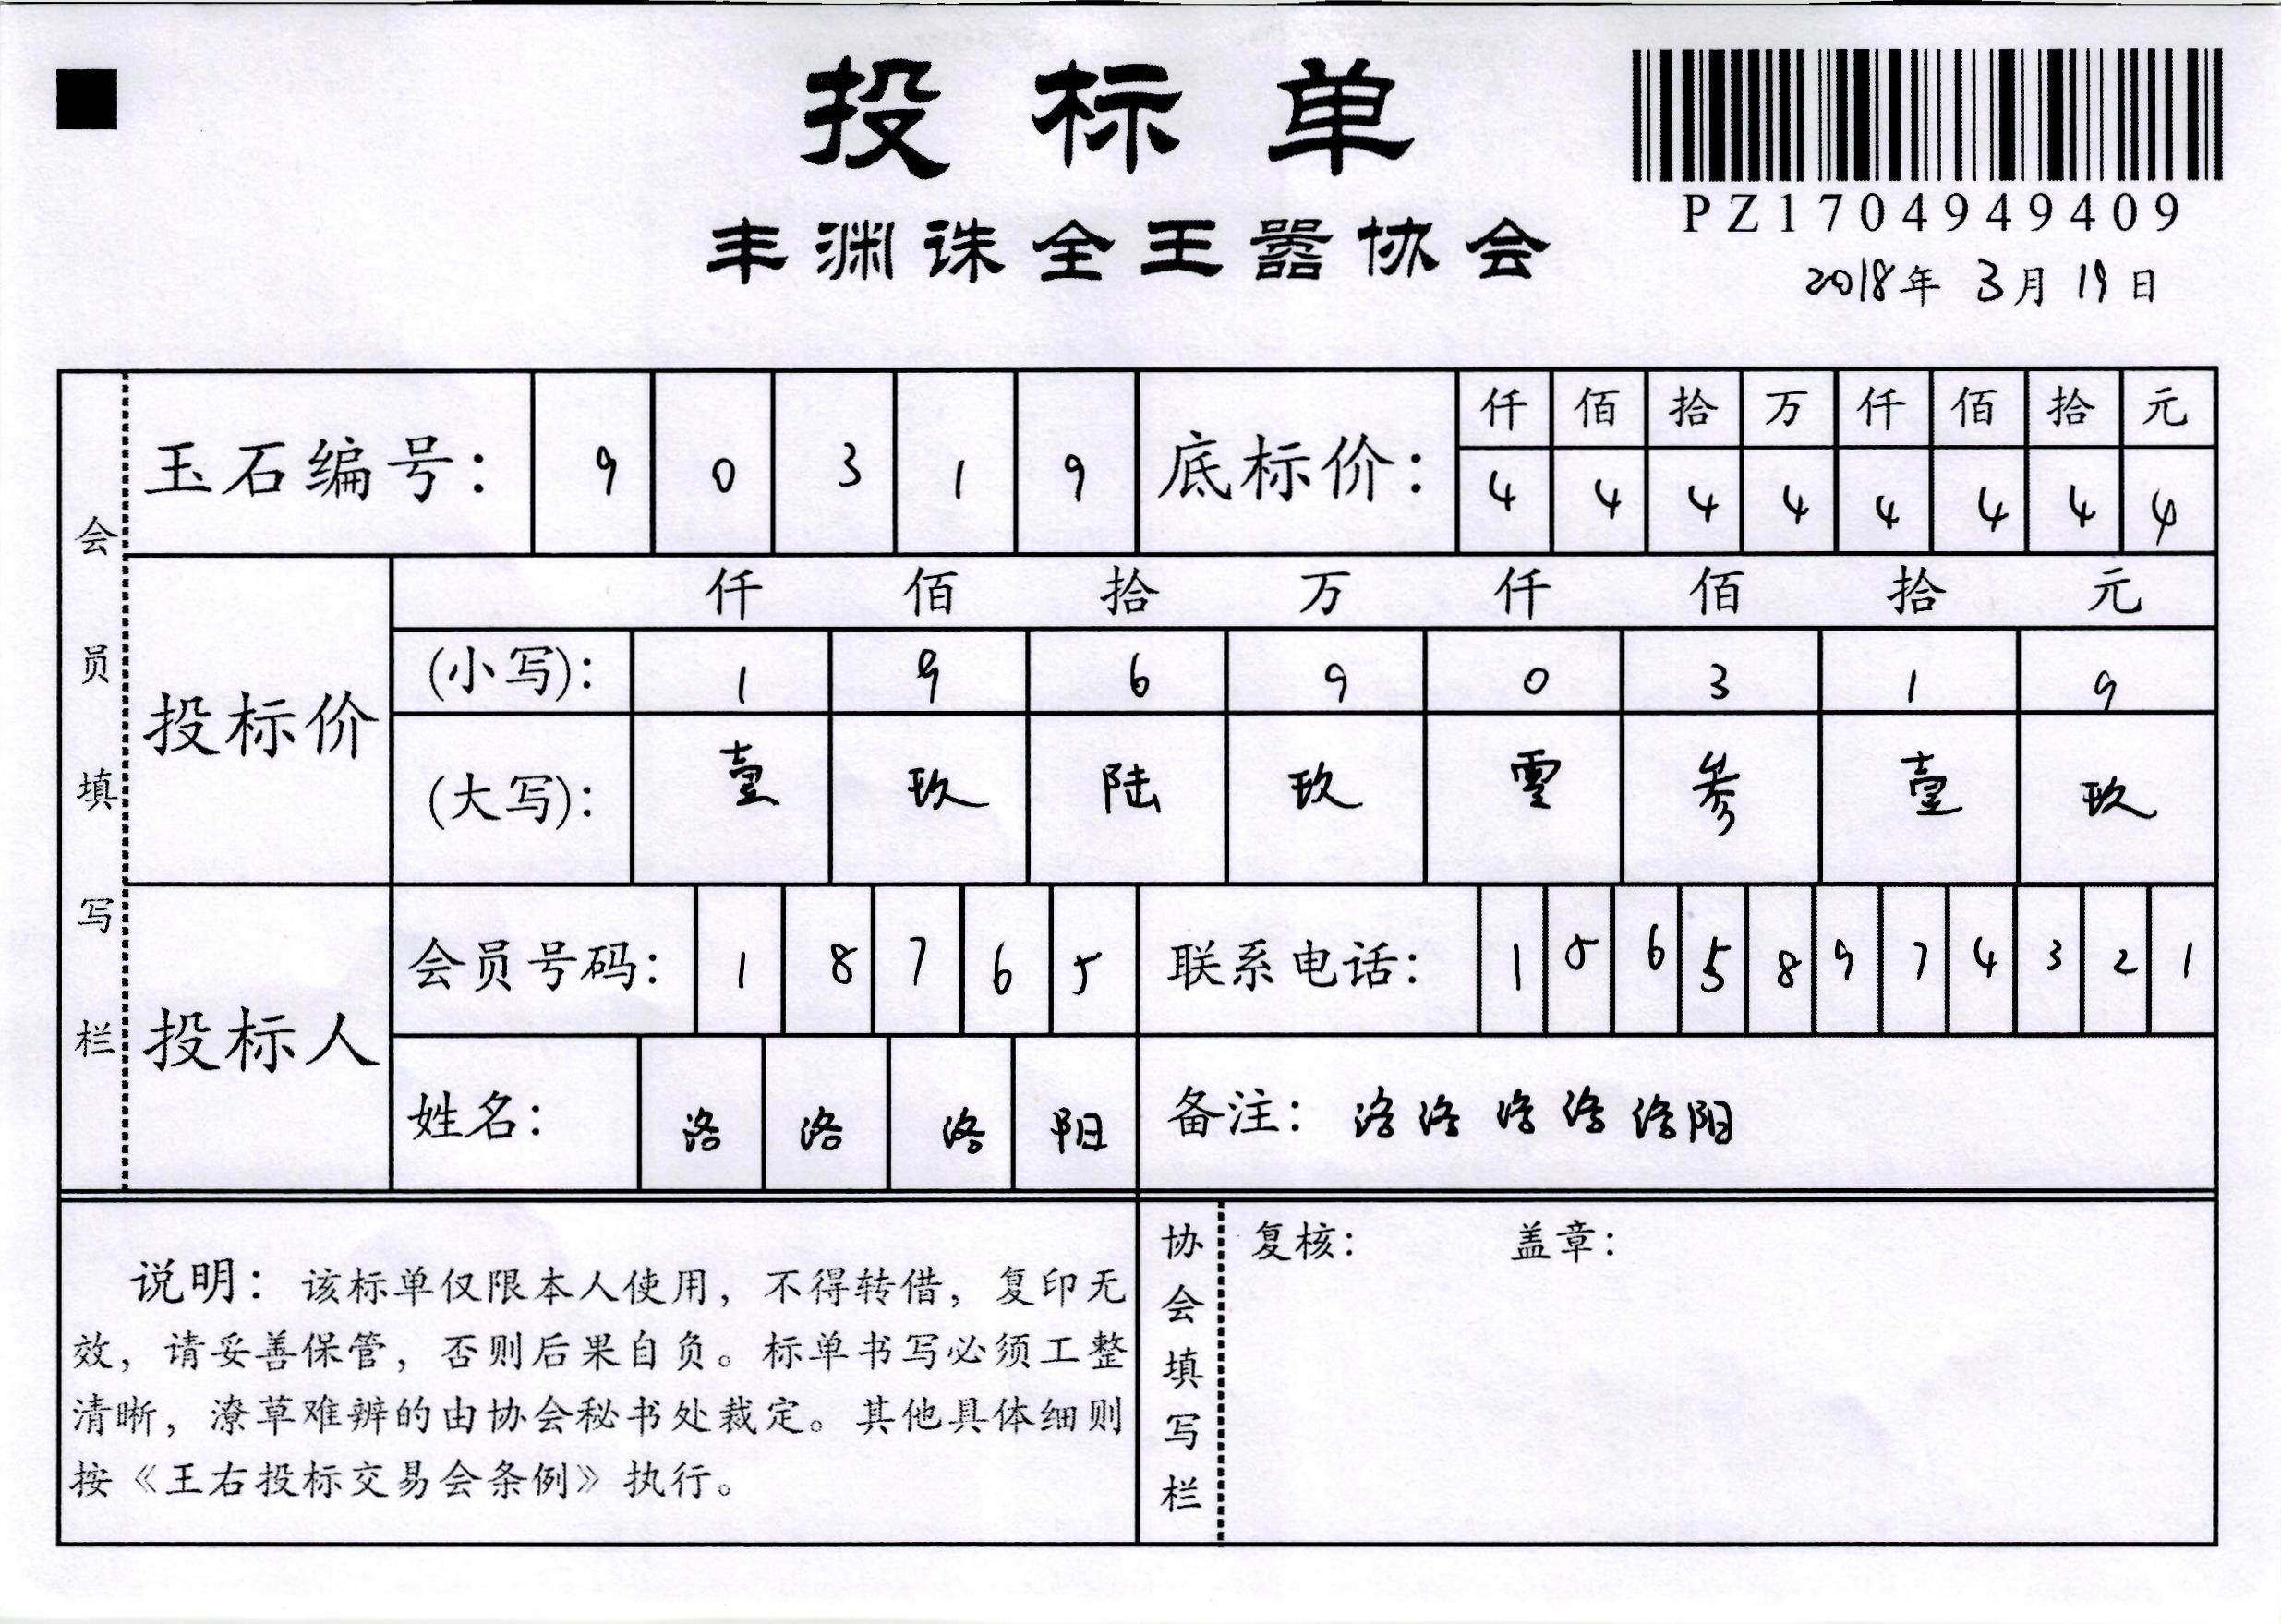 投标单
PZ1704949409
丰渊诛全王器协会
2018年 3月 19日
会员填写栏
玉石编号： 9 0 3 1 9
底标价： 仟 佰 拾 万 仟 佰 拾 元
4 4 4 4 4 4 4 4
投标价
仟 佰 拾 万 仟 佰 拾 元
(小写)： 1 9 6 9 0 3 1 9
(大写)： 壹 玖 陆 玖 零 叁 壹 玖
投标人
会员号码： 1 8 7 6 5
联系电话： 1 5 6 5 8 9 7 4 3 2 1
姓名： 洛 洛 洛 阳
备注： 洛洛洛洛洛阳
说明：该标单仅限本人使用，不得转借，复印无
效，请妥善保管，否则后果自负。标单书写必须工整
清晰，潦草难辨的由协会秘书处裁定。其他具体细则
按《王右投标交易会条例》执行。
协会填写栏
复核： 盖章：